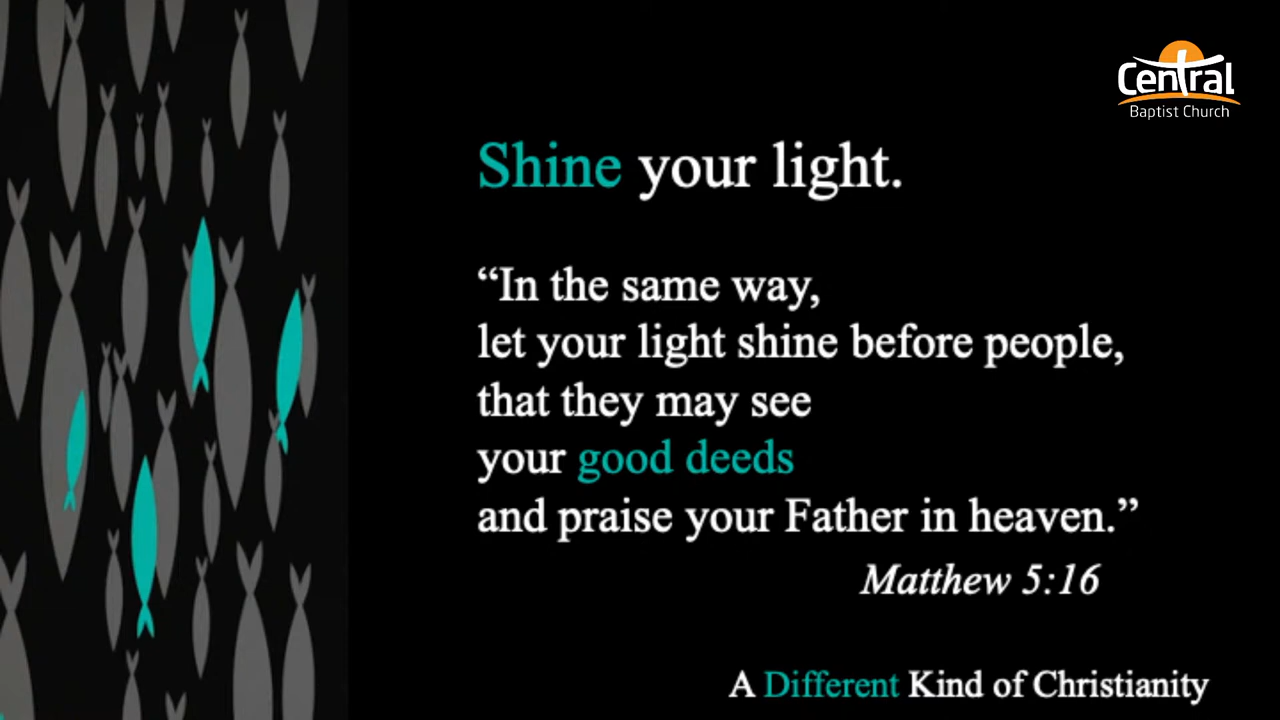 Central
Baptist Church
Shine your light.
“In the same way,
let your light shine before people,
that they may see
your good deeds
and praise your Father in heaven.”
Matthew 5:16
A Different Kind of Christianity